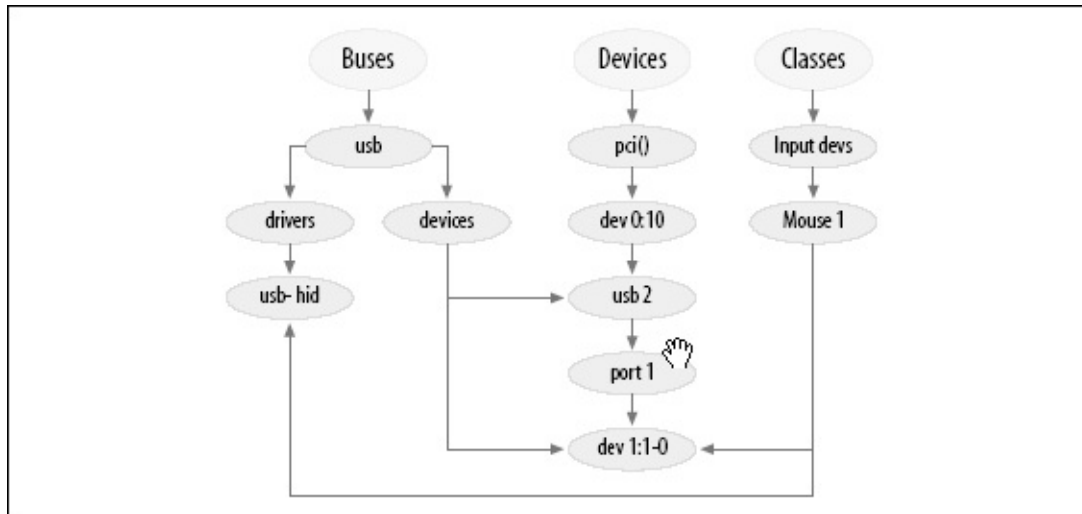 Buses Devices Classes
usb pci() Input devs
drivers devices dev 0:10 Mouse 1
usb- hid usb 2
port 1
dev 1:1-0